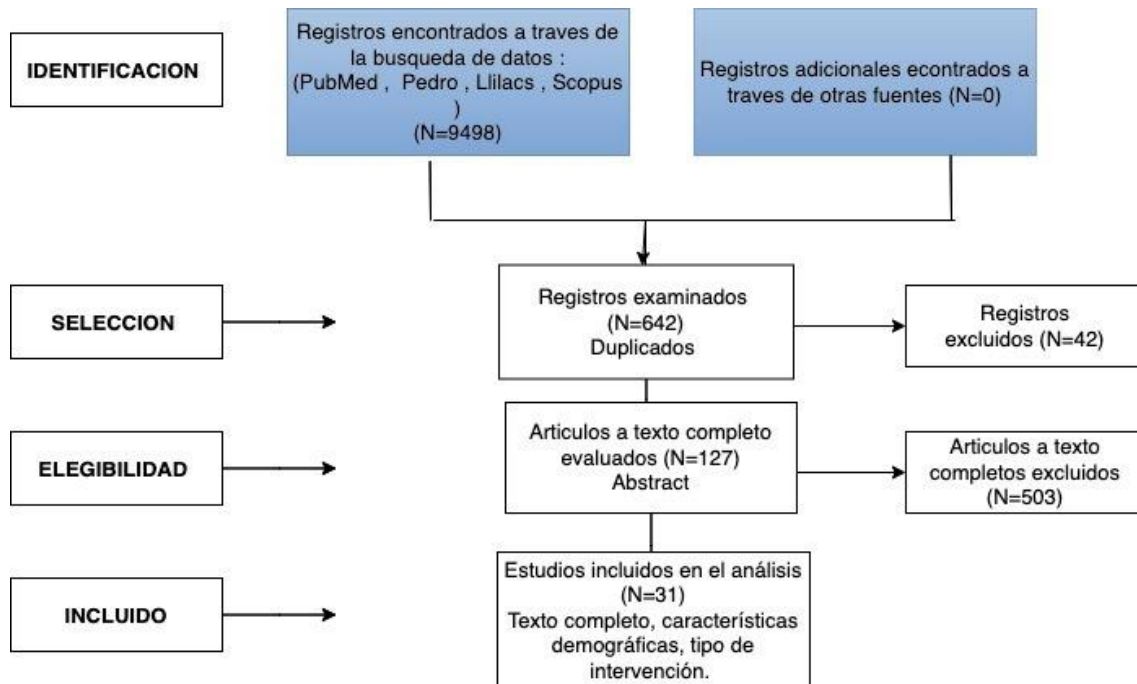 IDENTIFICACION
Registros encontrados a traves de
la busqueda de datos :
(PubMed , Pedro , Llilacs , Scopus
)
(N=9498)
Registros adicionales econtrados a
traves de otras fuentes (N=0)
SELECCION
Registros examinados
(N=642)
Duplicados
Registros
excluidos (N=42)
ELEGIBILIDAD
Articulos a texto completo
evaluados (N=127)
Abstract
Articulos a texto
completos excluidos
(N=503)
INCLUIDO
Estudios incluidos en el análisis
(N=31)
Texto completo, características
demográficas, tipo de
intervención.